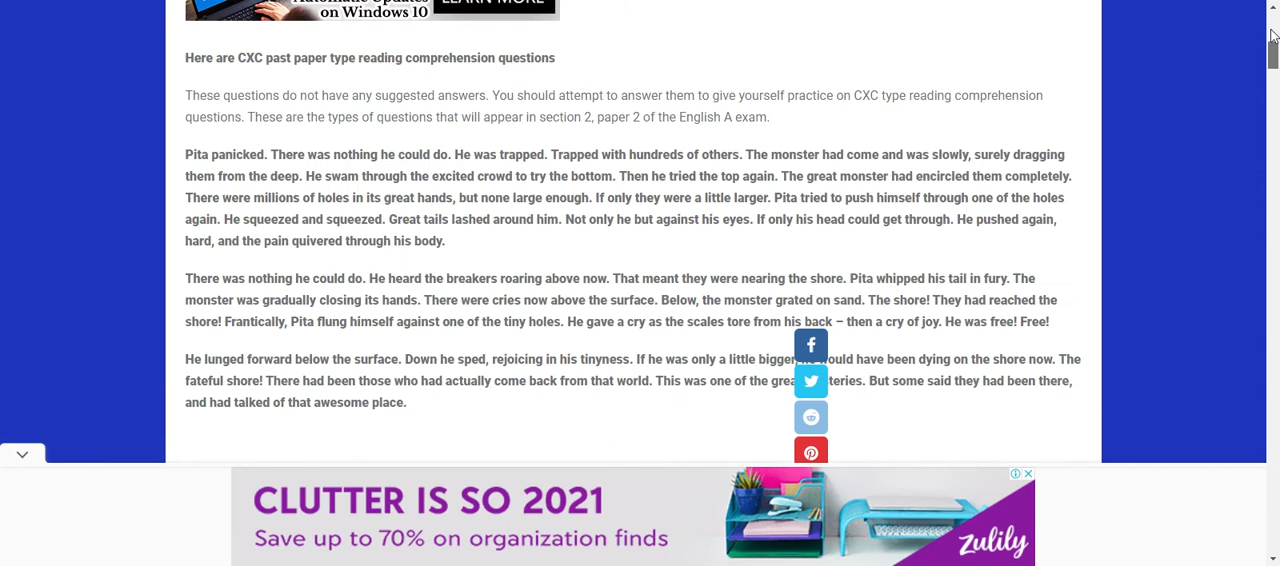 Automatic Updates
on Windows 10
LEARN MORE
Here are CXC past paper type reading comprehension questions
These questions do not have any suggested answers. You should attempt to answer them to give yourself practice on CXC type reading comprehension
questions. These are the types of questions that will appear in section 2, paper 2 of the English A exam.
Pita panicked. There was nothing he could do. He was trapped. Trapped with hundreds of others. The monster had come and was slowly, surely dragging
them from the deep. He swam through the excited crowd to try the bottom. Then he tried the top again. The great monster had encircled them completely.
There were millions of holes in its great hands, but none large enough. If only they were a little larger. Pita tried to push himself through one of the holes
again. He squeezed and squeezed. Great tails lashed around him. Not only he but against his eyes. If only his head could get through. He pushed again,
hard, and the pain quivered through his body.
There was nothing he could do. He heard the breakers roaring above now. That meant they were nearing the shore. Pita whipped his tail in fury. The
monster was gradually closing its hands. There were cries now above the surface. Below, the monster grated on sand. The shore! They had reached the
shore! Frantically, Pita flung himself against one of the tiny holes. He gave a cry as the scales tore from his back – then a cry of joy. He was free! Free!
He lunged forward below the surface. Down he sped, rejoicing in his tinyness. If he was only a little bigger, would have been dying on the shore now. The
fateful shore! There had been those who had actually come back from that world. This was one of the But some said they had been there,
and had talked of that awesome place.
CLUTTER IS SO 2021
Save up to 70% on organization finds
zulily